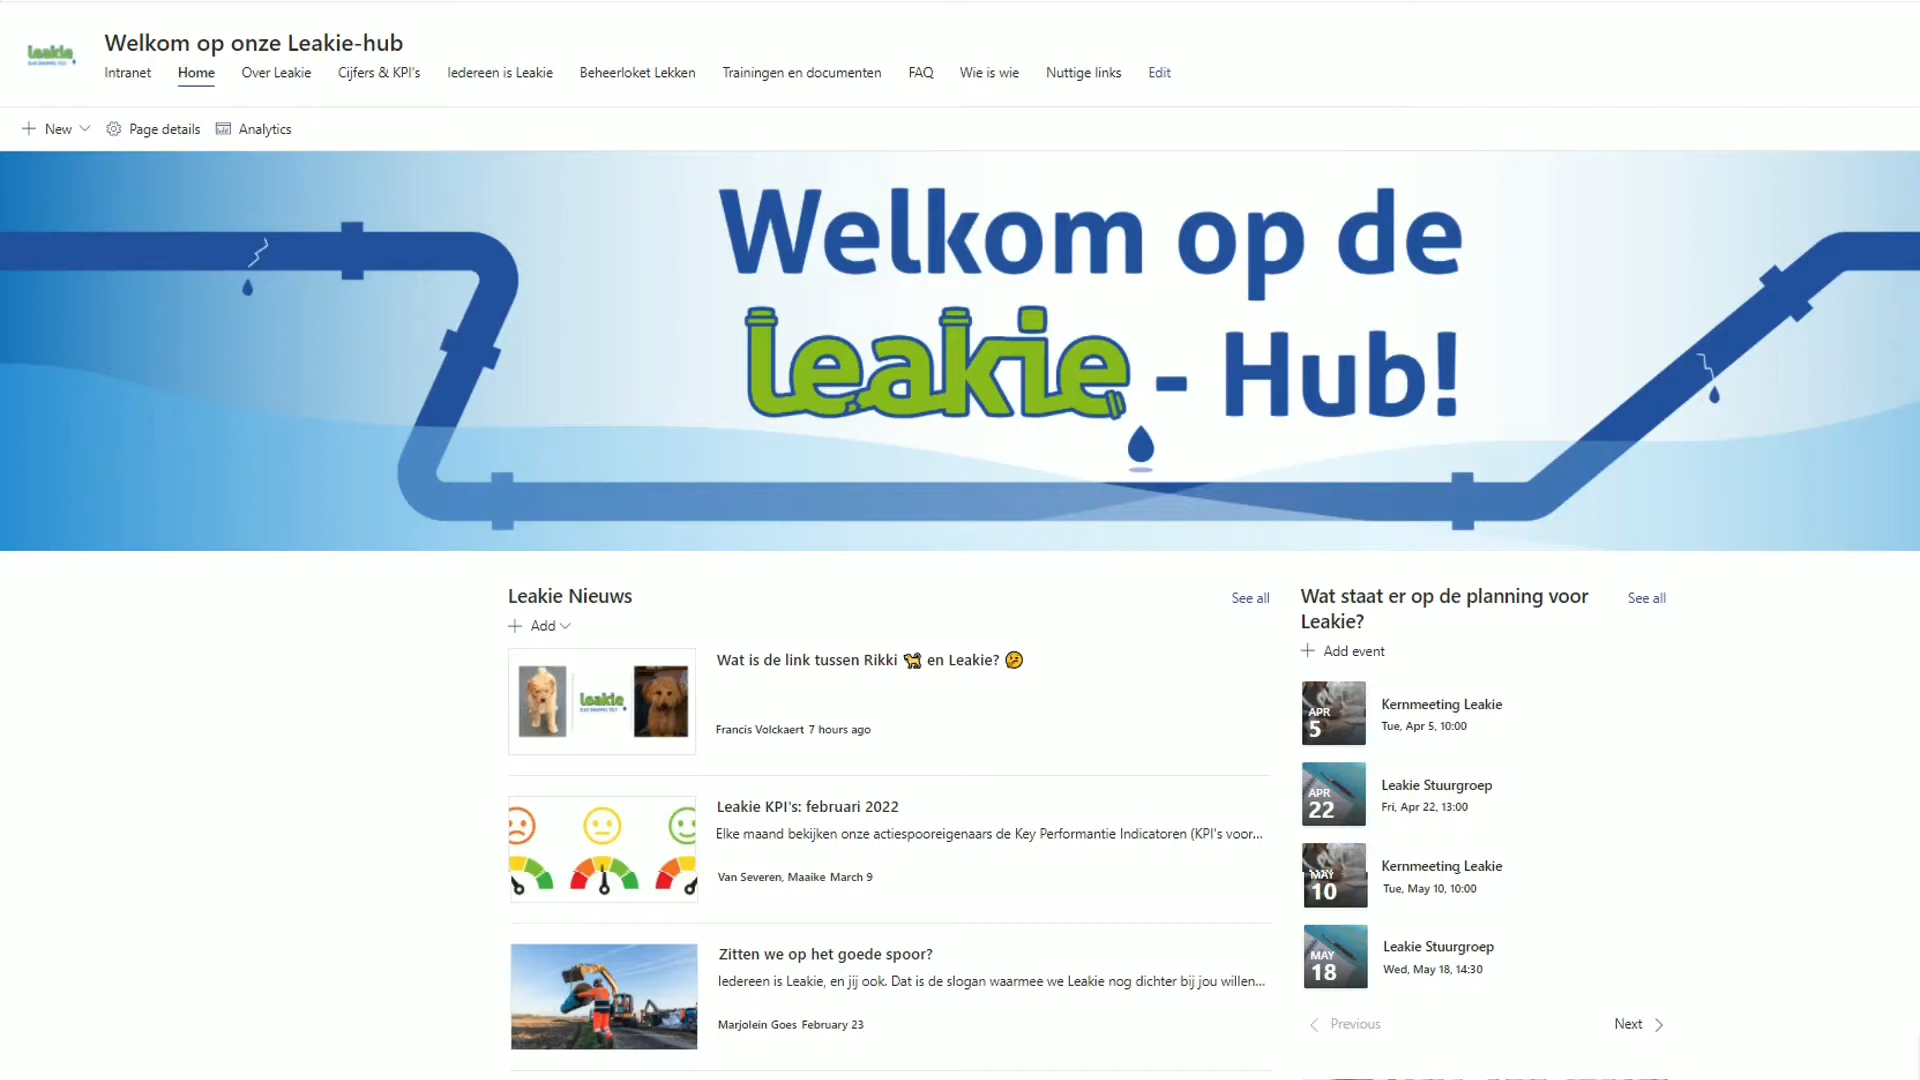 leakie
Welkom op onze Leakie-hub
Intranet
Home
Over Leakie
Cijfers & KPI's
Iedereen is Leakie
Beheerloket Lekken
Trainingen en documenten
FAQ
Wie is wie
Nuttige links
Edit
New
Page details
Analytics
Welkom op de
leakie - Hub!
Leakie Nieuws
See all
Add
leakie
ELKE DRUPPEL TELT
Wat is de link tussen Rikki 🐕 en Leakie? 🤔
Francis Volckaert 7 hours ago
Leakie KPI's: februari 2022
Elke maand bekijken onze actiespooreigenaars de Key Performantie Indicatoren (KPI's voor...
Van Severen, Maaike March 9
Zitten we op het goede spoor?
Iedereen is Leakie, en jij ook. Dat is de slogan waarmee we Leakie nog dichter bij jou willen...
Marjolein Goes February 23
Wat staat er op de planning voor
Leakie?
See all
Add event
APR
5
Kernmeeting Leakie
Tue, Apr 5, 10:00
APR
22
Leakie Stuurgroep
Fri, Apr 22, 13:00
MAY
10
Kernmeeting Leakie
Tue, May 10, 10:00
MAY
18
Leakie Stuurgroep
Wed, May 18, 14:30
Previous
Next